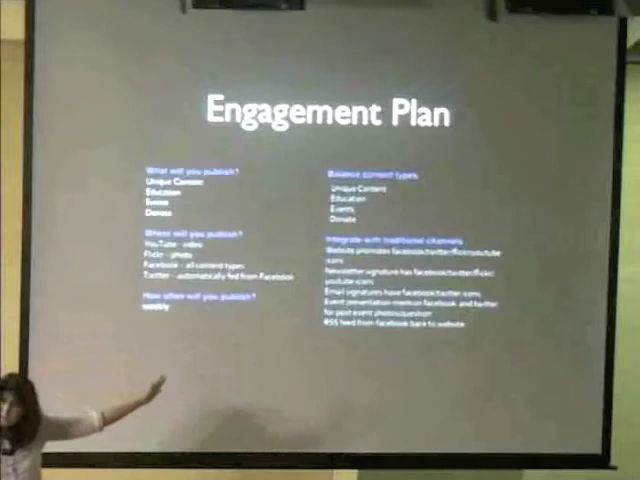 Engagement Plan
What will you publish?
Unique Content
Education
Events
Donate
Where will you publish?
YouTube - video
Flickr - photo
Facebook - all content types
Twitter - automatically fed from Facebook
How often will you publish?
weekly
Balance content types
Unique Content
Education
Events
Donate
Integrate with traditional channels
Website promotes facebook/twitter/flickr/youtube
icons
Newsletter signature has facebook/twitter/flickr/
youtube icons
Email signatures have facebook/twitter icons
Event presentation mention facebook and twitter
for post event photos/question
RSS feed from facebook back to website